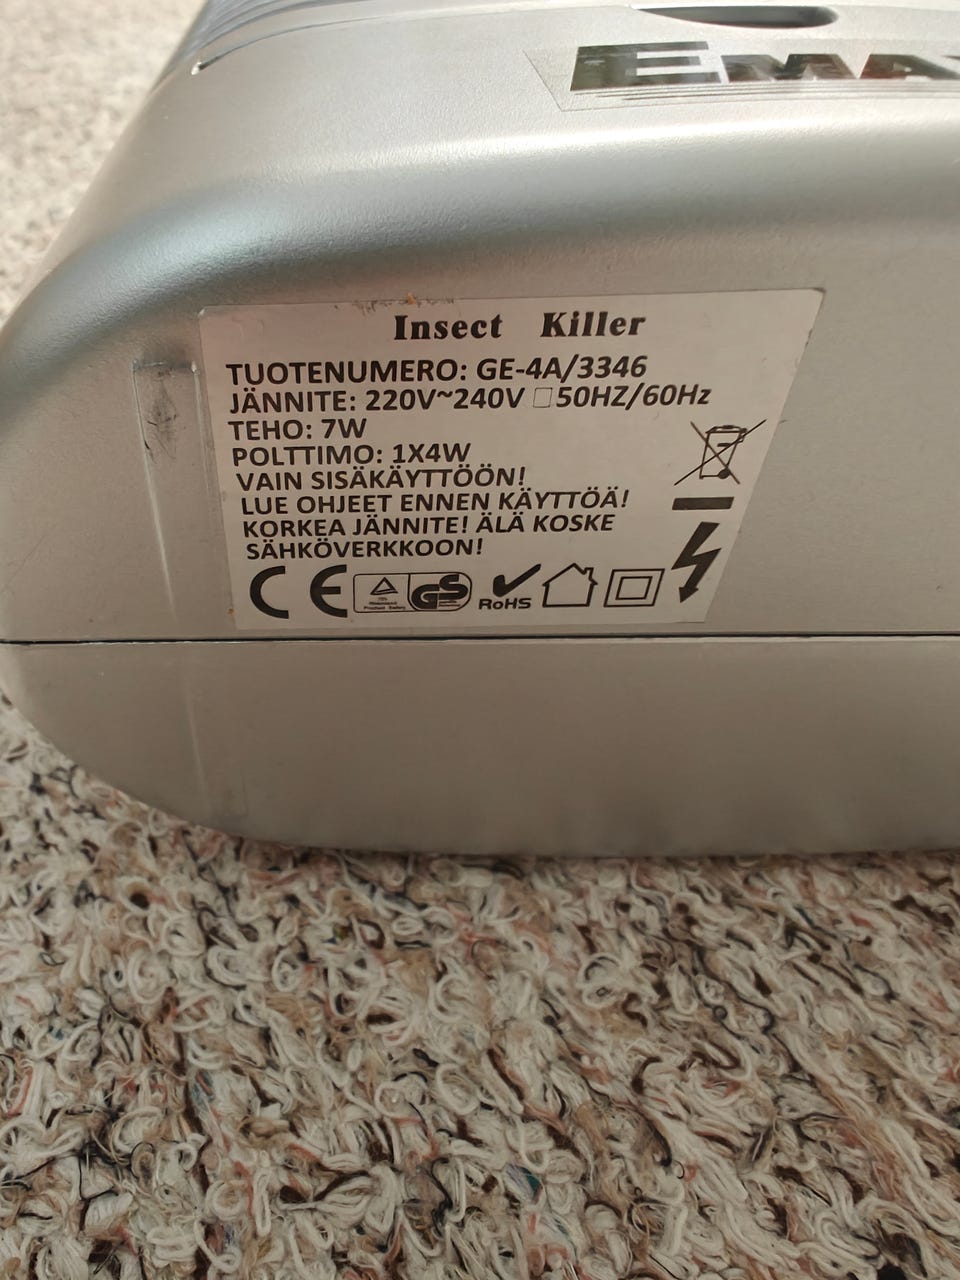 Insect Killer
TUOTENUMERO: GE-4A/3346
JÄNNITE: 220V~240V □50HZ/60Hz
TEHO: 7W
POLTTIMO: 1X4W
VAIN SISÄKÄYTTÖÖN!
LUE OHJEET ENNEN KÄYTTÖÄ!
KORKEA JÄNNITE! ÄLÄ KOSKE
SÄHKÖVERKKOON!
CE GS RoHS